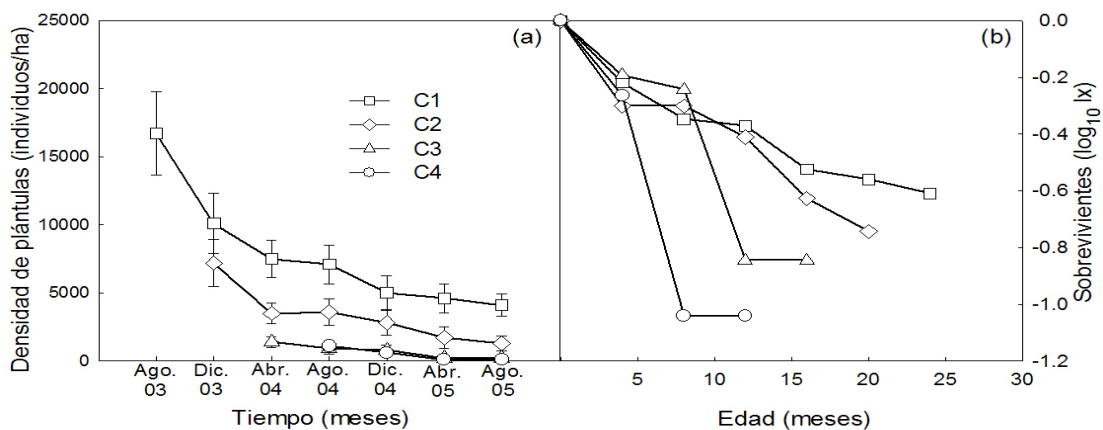 25000
20000
15000
10000
5000
0
Densidad de plántulas (individuos/ha)
(a)
C1
C2
C3
C4
Ago. 03
Dic. 03
Abr. 04
Ago. 04
Dic. 04
Abr. 05
Ago. 05
Tiempo (meses)
(b)
0.0
-0.2
-0.4
-0.6
-0.8
-1.0
-1.2
Sobrevivientes (log10 lx)
5 10 15 20 25 30
Edad (meses)